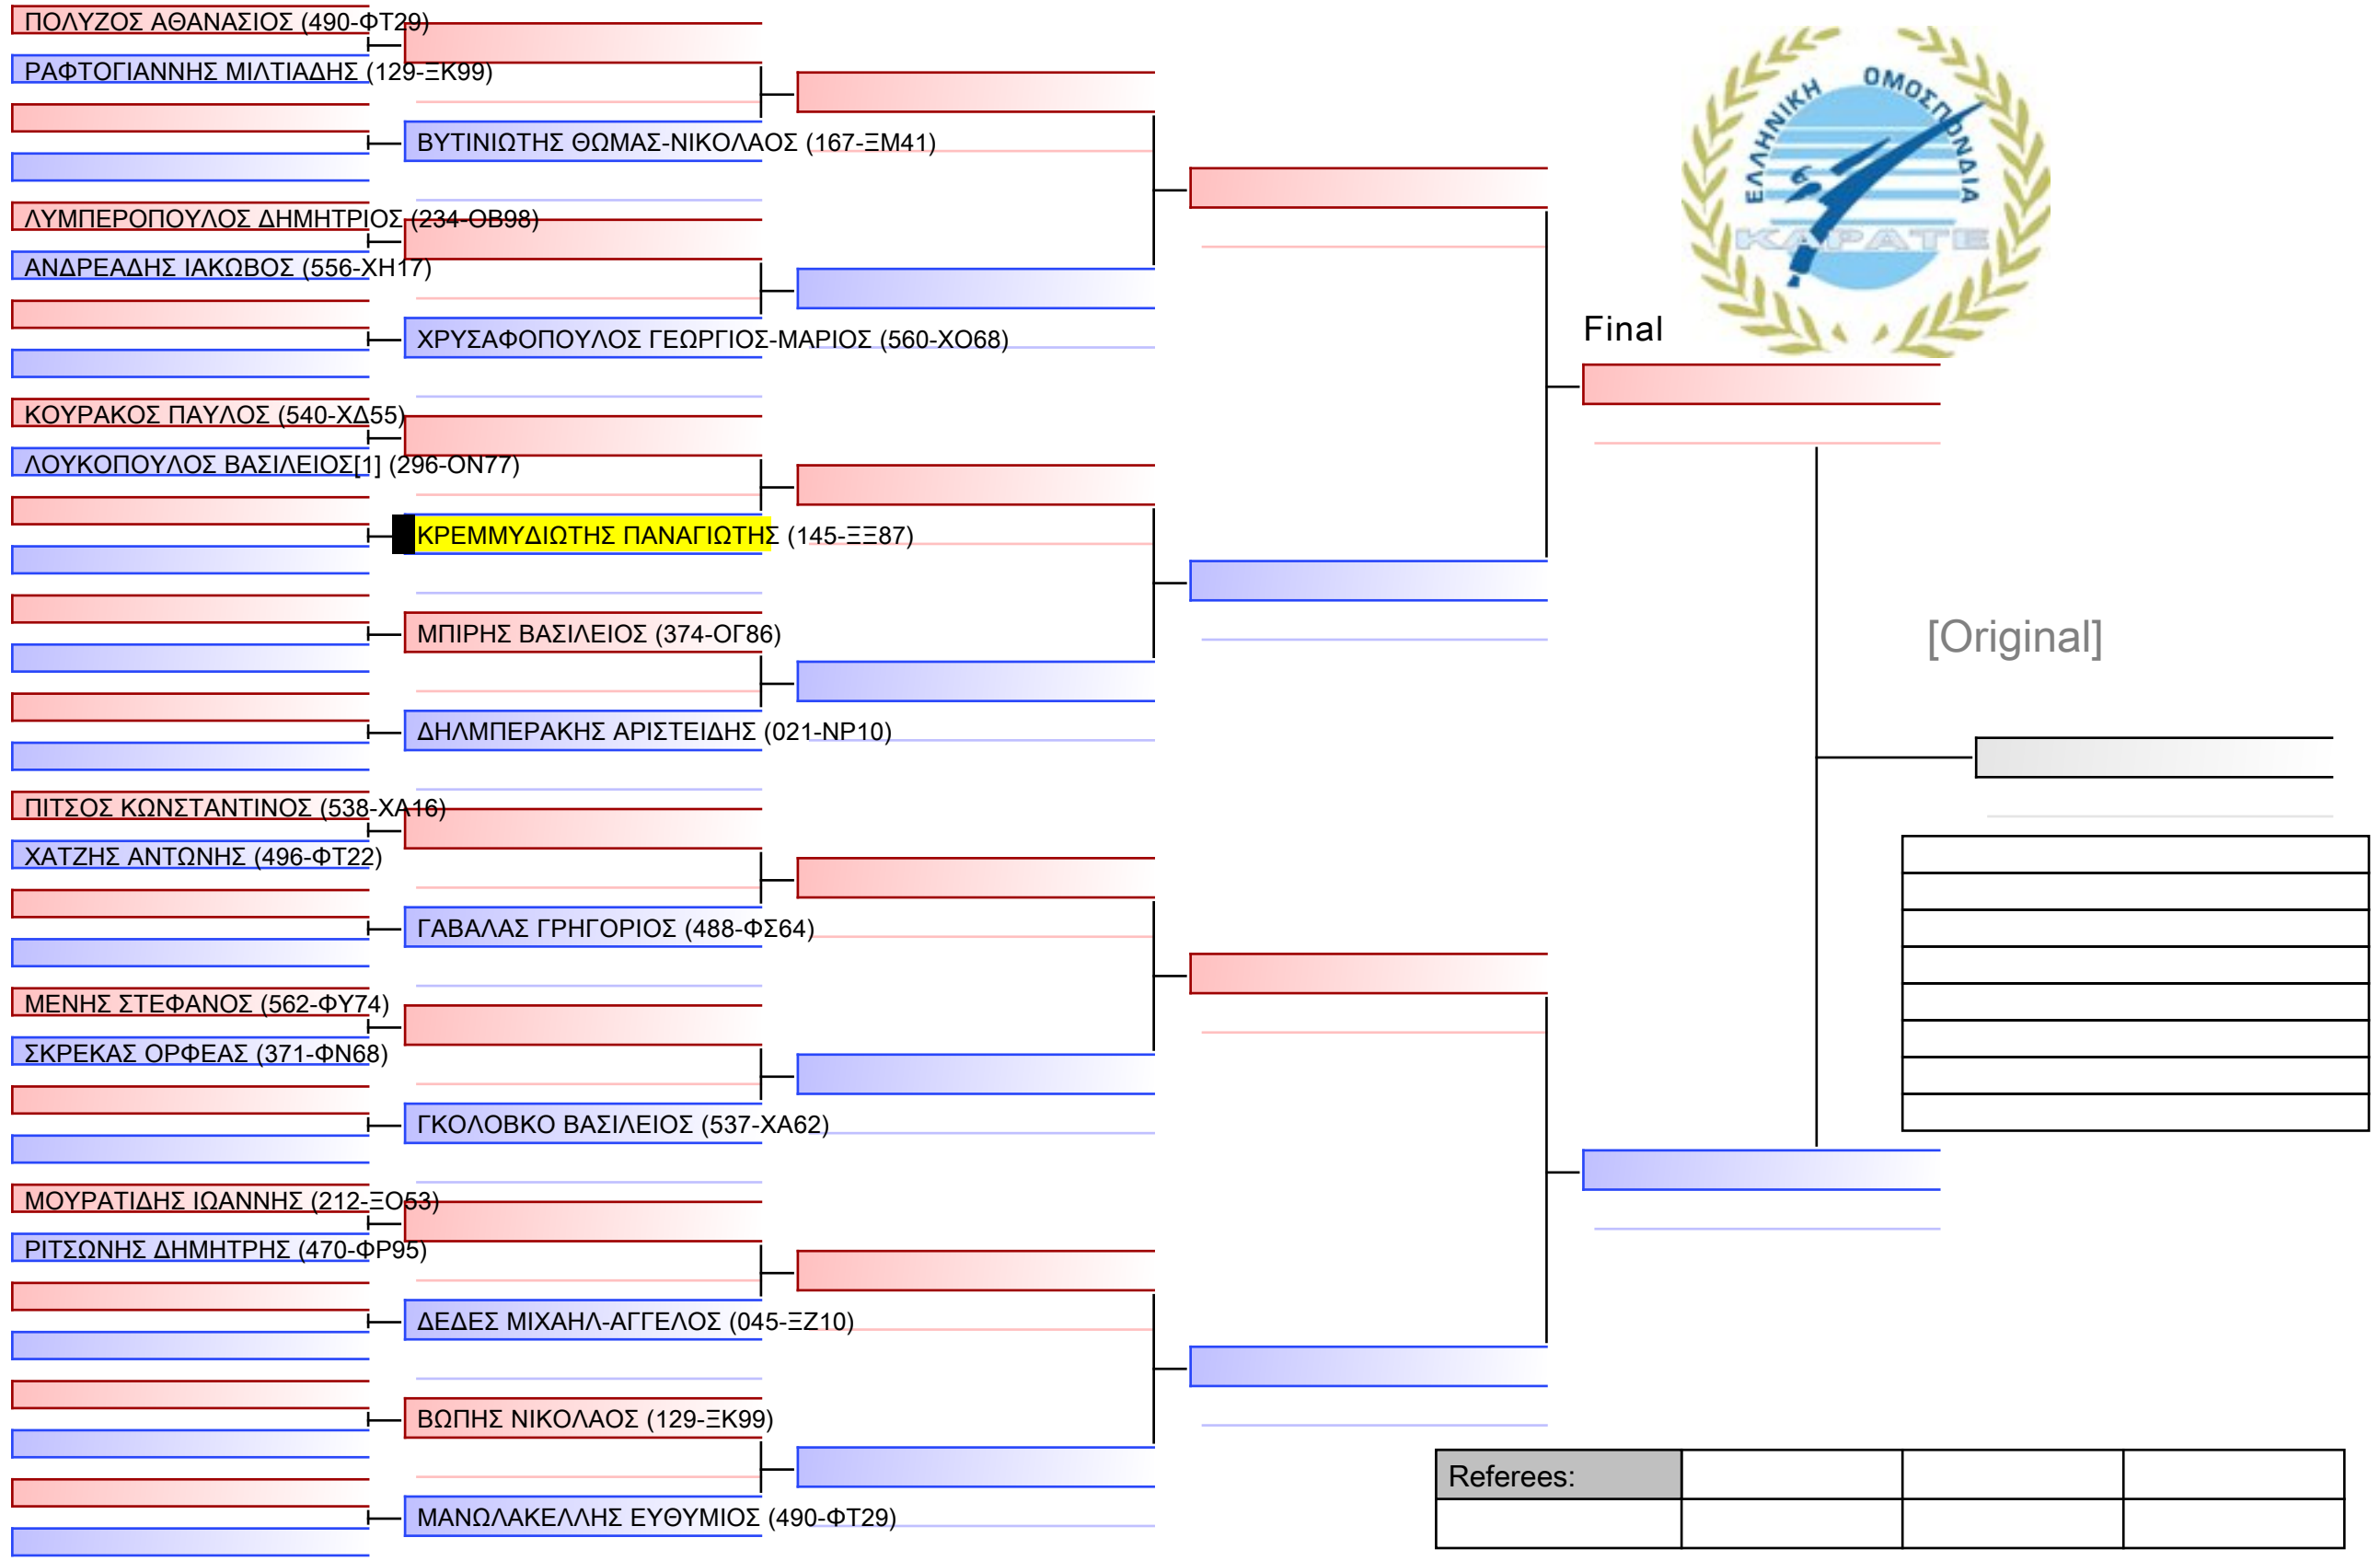 ΠΟΛΥΖΟΣ ΑΘΑΝΑΣΙΟΣ (490-ΦΤ29)
ΡΑΦΤΟΓΙΑΝΝΗΣ ΜΙΛΤΙΑΔΗΣ (129-ΞΚ99)
ΒΥΤΙΝΙΩΤΗΣ ΘΩΜΑΣ-ΝΙΚΟΛΑΟΣ (167-ΞΜ41)
ΛΥΜΠΕΡΟΠΟΥΛΟΣ ΔΗΜΗΤΡΙΟΣ (234-ΟΒ98)
ΑΝΔΡΕΑΔΗΣ ΙΑΚΩΒΟΣ (556-ΧΗ17)
ΧΡΥΣΑΦΟΠΟΥΛΟΣ ΓΕΩΡΓΙΟΣ-ΜΑΡΙΟΣ (560-ΧΟ68)
ΚΟΥΡΑΚΟΣ ΠΑΥΛΟΣ (540-ΧΔ55)
ΛΟΥΚΟΠΟΥΛΟΣ ΒΑΣΙΛΕΙΟΣ[1] (296-ΟΝ77)
ΚΡΕΜΜΥΔΙΩΤΗΣ ΠΑΝΑΓΙΩΤΗΣ (145-ΞΞ87)
ΜΠΙΡΗΣ ΒΑΣΙΛΕΙΟΣ (374-ΟΓ86)
ΔΗΛΜΠΕΡΑΚΗΣ ΑΡΙΣΤΕΙΔΗΣ (021-ΝΡ10)
ΠΙΤΣΟΣ ΚΩΝΣΤΑΝΤΙΝΟΣ (538-ΧΑ16)
ΧΑΤΖΗΣ ΑΝΤΩΝΗΣ (496-ΦΤ22)
ΓΑΒΑΛΑΣ ΓΡΗΓΟΡΙΟΣ (488-ΦΣ64)
ΜΕΝΗΣ ΣΤΕΦΑΝΟΣ (562-ΦΥ74)
ΣΚΡΕΚΑΣ ΟΡΦΕΑΣ (371-ΦΝ68)
ΓΚΟΛΟΒΚΟ ΒΑΣΙΛΕΙΟΣ (537-ΧΑ62)
ΜΟΥΡΑΤΙΔΗΣ ΙΩΑΝΝΗΣ (212-ΞΟ53)
ΡΙΤΣΩΝΗΣ ΔΗΜΗΤΡΗΣ (470-ΦΡ95)
ΔΕΔΕΣ ΜΙΧΑΗΛ-ΑΓΓΕΛΟΣ (045-ΞΖ10)
ΒΩΠΗΣ ΝΙΚΟΛΑΟΣ (129-ΞΚ99)
ΜΑΝΩΛΑΚΕΛΛΗΣ ΕΥΘΥΜΙΟΣ (490-ΦΤ29)
ΕΛΛΗΝΙΚΗ ΟΜΟΣΠΟΝΔΙΑ
ΚΑΡΑΤΕ
Final
[Original]
Referees: